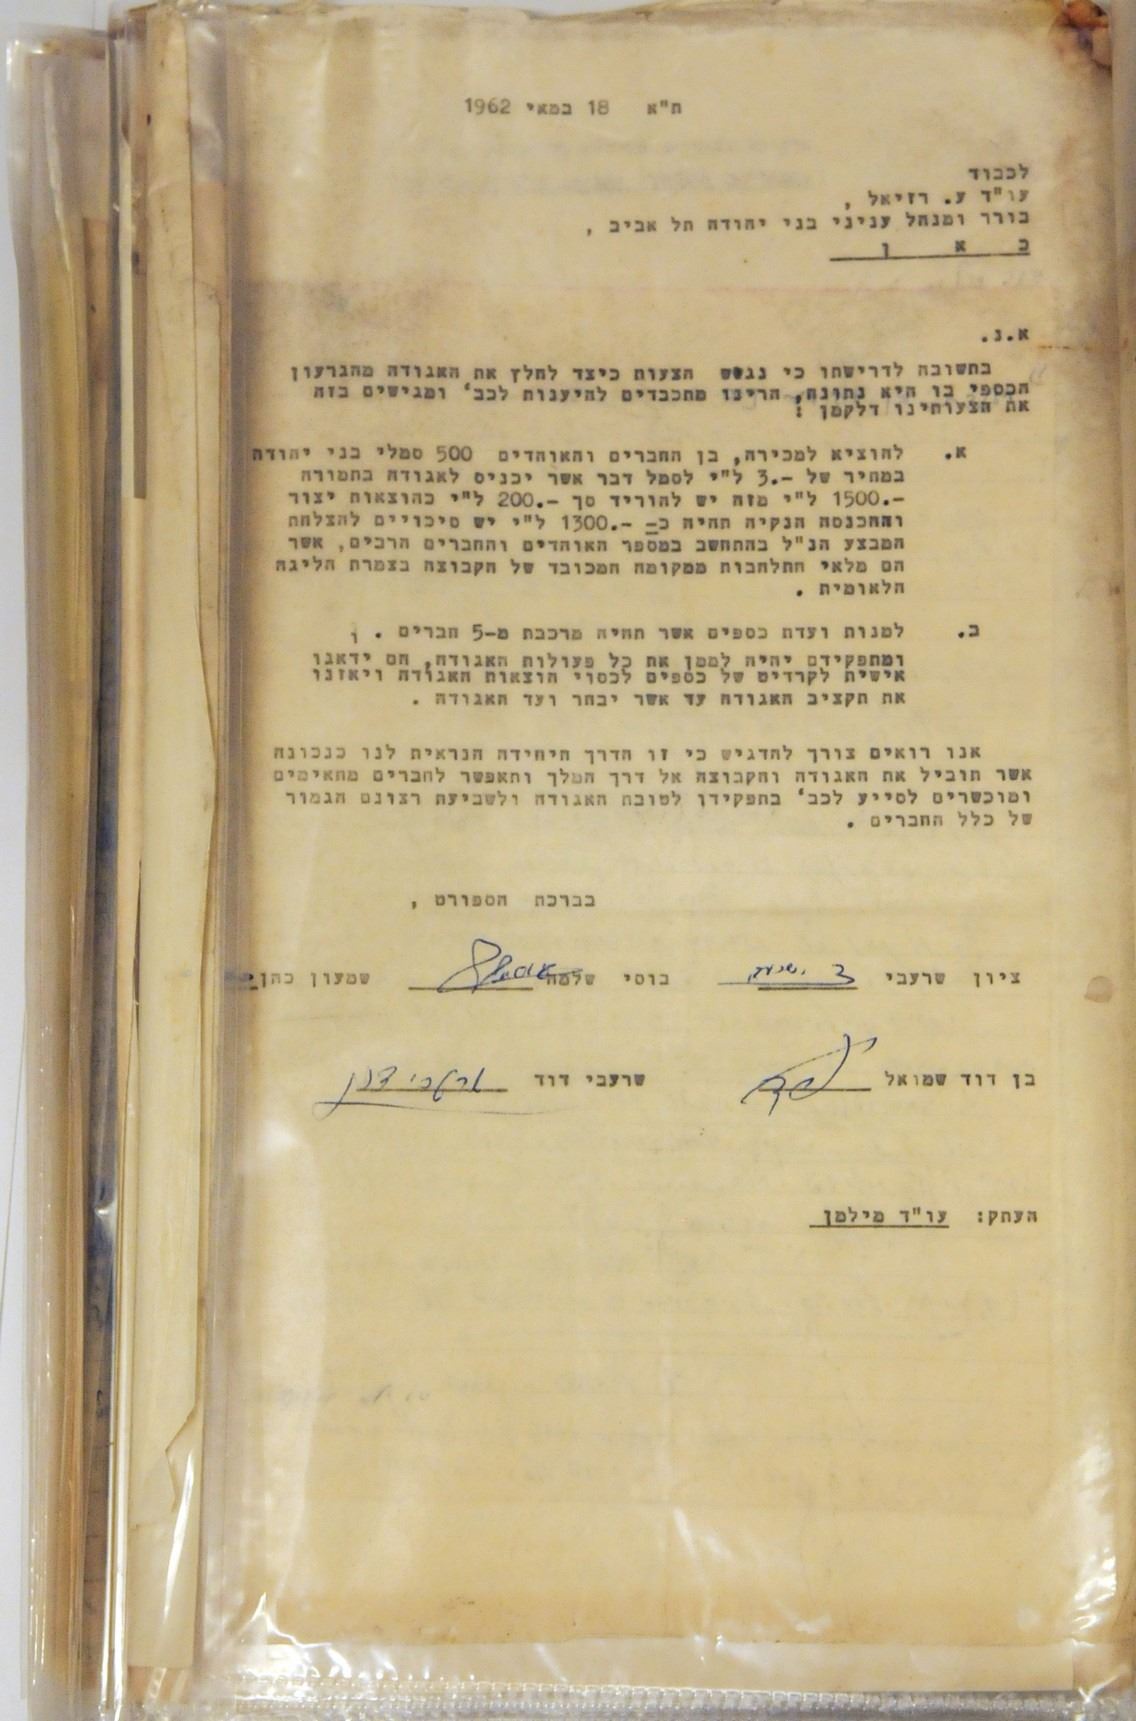 ת"א 18 במאי 1962
לכבוד
עו"ד ע. רזיאל ,
בורר ומנהל עניני בני יהודה תל אביב ,
כ א ן
א.נ.
בתשובה לדרישתו כי נגיש הצעות כיצד לחלץ את האגודה מהגרעון
הכספי בו היא נתונה, הרינו מתכבדים להיענות לכב' ומגישים בזה
את הצעותינו דלקמן :
א. להוציא למכירה, בן החברים והאוהדים 500 סמלי בני יהודה
במחיר של -.3 ל"י לסמל דבר אשר יכניס לאגודה בתמורה
-.1500 ל"י מזה יש להוריד סך -.200 ל"י כהוצאות יצור
וההכנסה הנקיה תהיה כ- -.1300 ל"י יש סיכויים להצלחת
המבצע הנ"ל בהתחשב במספר האוהדים והחברים הרבים, אשר
הם מלאי התלהבות ממקומה המכובד של הקבוצה בצמרת הליגה
הלאומית .
ב. למנות ועדת כספים אשר תהיה מרכבת מ-5 חברים . ו
ומתפקידם יהיה לממן את כל פעולות האגודה, הם ידאגו
אישית לקרדיט של כספים לכסוי הוצאות האגודה ויאזנו
את תקציב האגודה עד אשר יבחר ועד האגודה .
אנו רואים צורך להדגיש כי זו הדרך היחידה הנראית לנו כנכונה
אשר תוביל את האגודה והקבוצה אל דרך המלך ותאפשר לחברים מתאימים
ומוכשרים לסייע לכב' בתפקידן לטובת האגודה ולשביעת רצונם הגמור
של כלל החברים .
בברכת הספורט ,
ציון שרעבי בוסי שלמה שמעון כהן
בן דוד שמואל שרעבי דוד שרעבי דוד
העתק: עו"ד מילמן